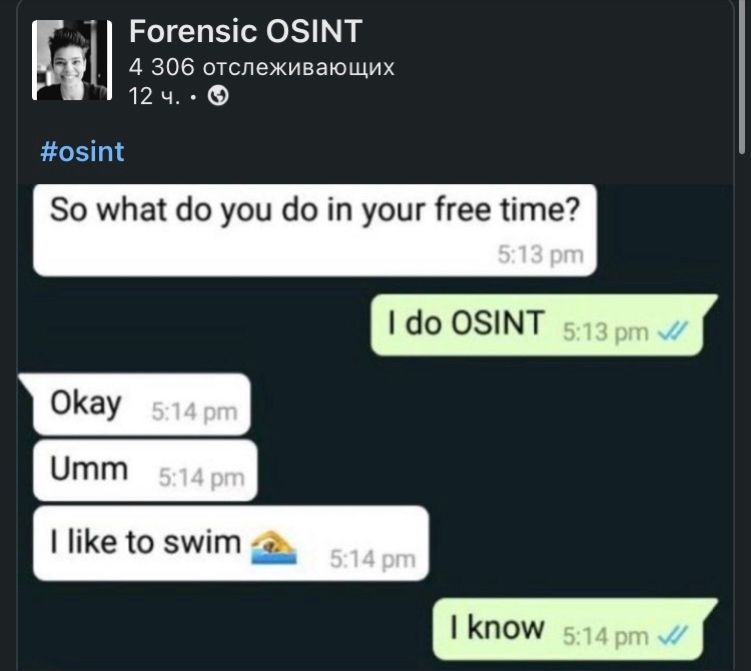 Forensic OSINT
4 306 отслеживающих
12 ч. •
#osint
So what do you do in your free time?
5:13 pm
I do OSINT 5:13 pm
Okay 5:14 pm
Umm 5:14 pm
I like to swim 🏊 5:14 pm
I know 5:14 pm